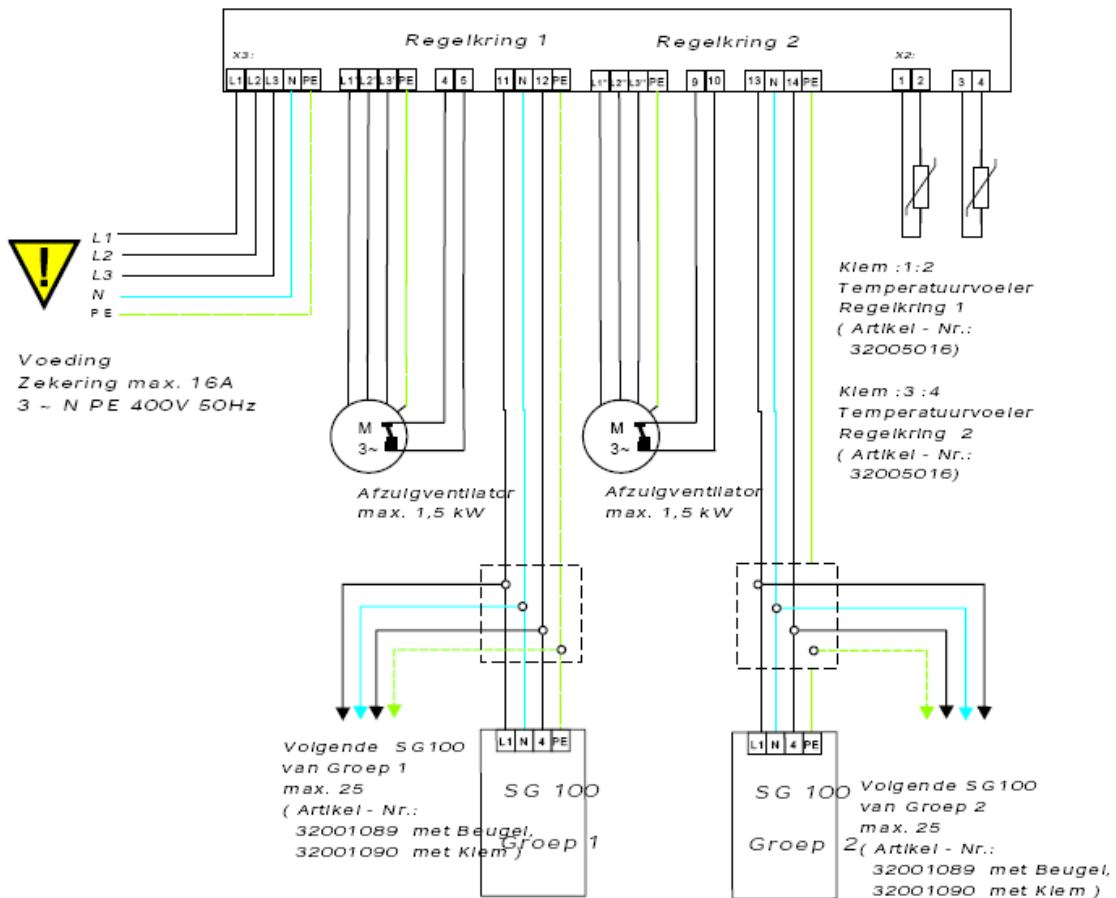 Regelkring 1
Regelkring 2
X3:
X2:
L1 L2 L3 N PE
L1' L2' L3' PE
4 5
11 N 12 PE
L1'' L2'' L3'' PE
9 10
13 N 14 PE
1 2
3 4
L1
L2
L3
N
PE
Voeding
Zekering max. 16A
3 ~ N PE 400V 50Hz
M
3~
Afzuigventilator
max. 1,5 kW
M
3~
Afzuigventilator
max. 1,5 kW
Klem :1:2
Temperatuurvoeler
Regelkring 1
( Artikel - Nr.:
32005016)
Klem :3:4
Temperatuurvoeler
Regelkring 2
( Artikel - Nr.:
32005016)
Volgende SG100
van Groep 1
max. 25
( Artikel - Nr.:
32001089 met Beugel,
32001090 met Klem )
L1 N 4 PE
SG 100
Groep 1
L1 N 4 PE
SG 100
Groep 2
Volgende SG100
van Groep 2
max. 25
( Artikel - Nr.:
32001089 met Beugel,
32001090 met Klem )